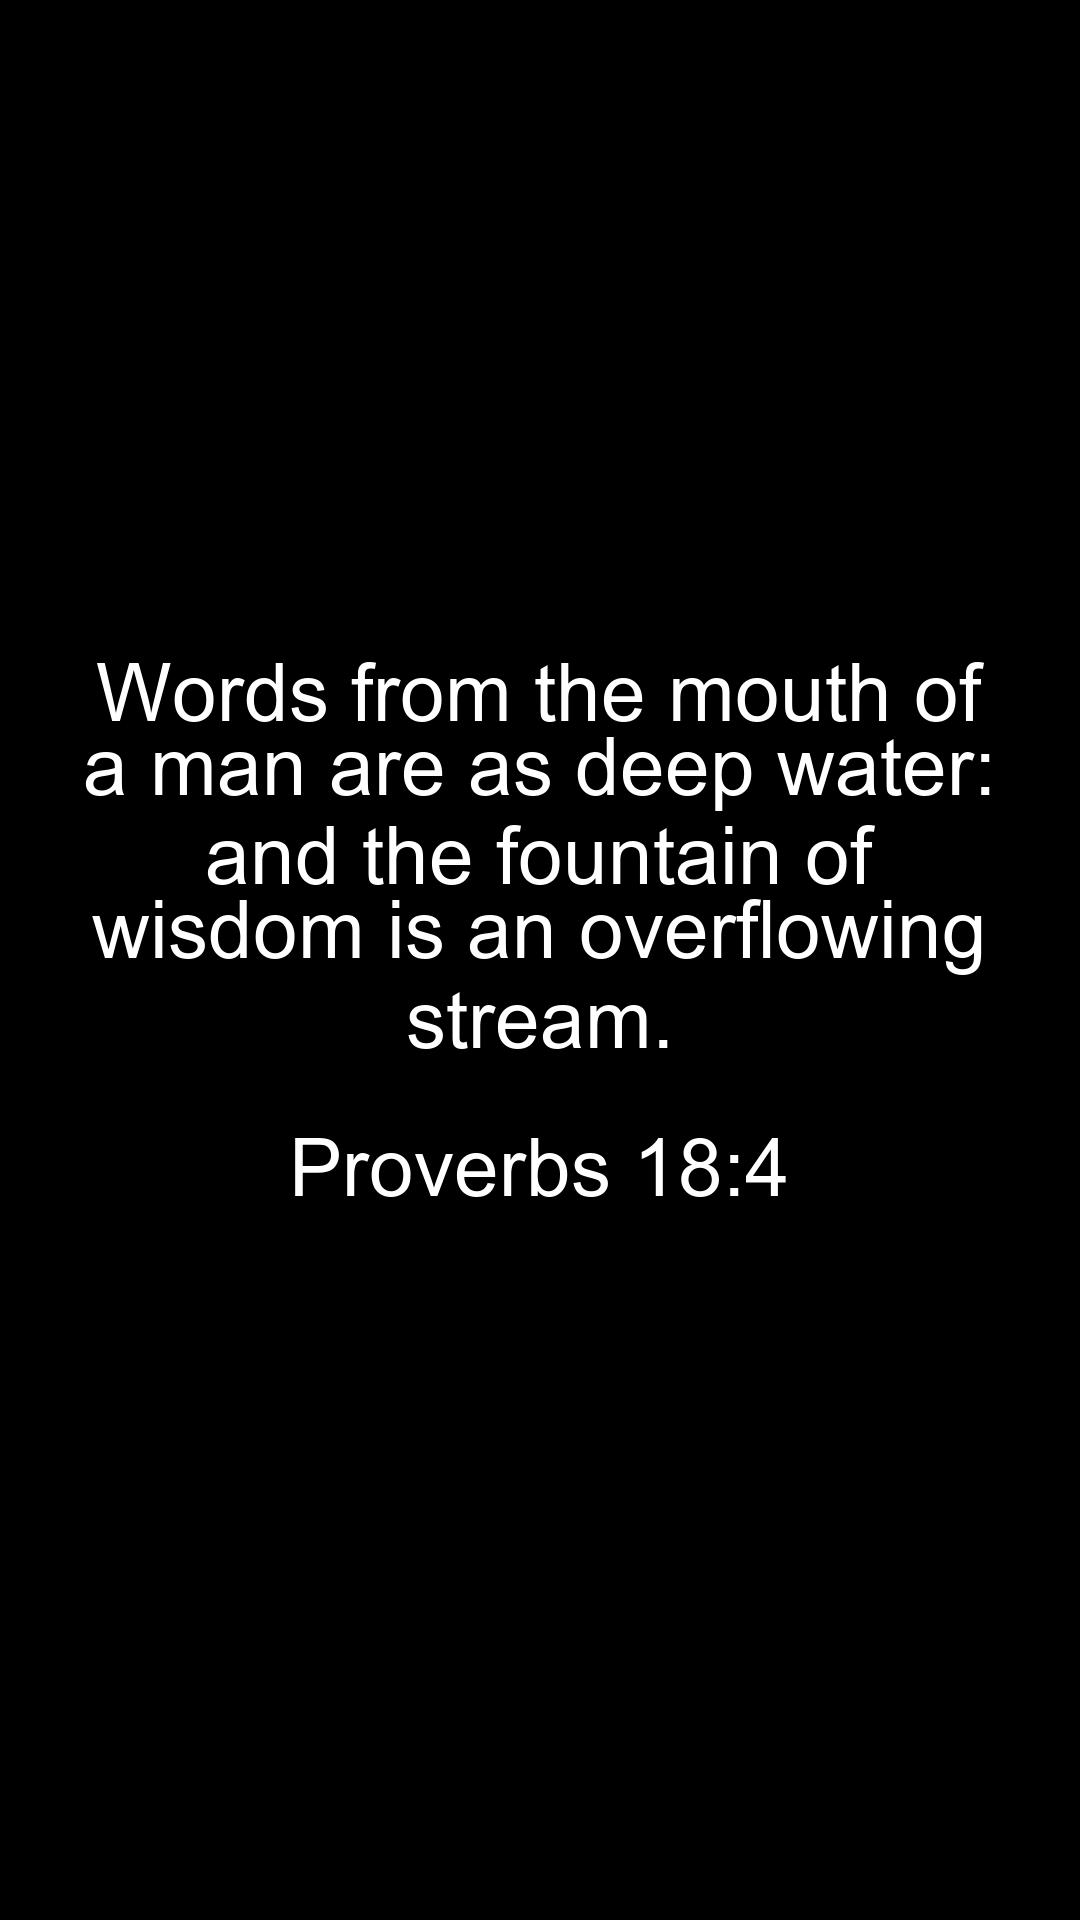 Words from the mouth of
a man are as deep water:
and the fountain of
wisdom is an overflowing
stream.
Proverbs 18:4